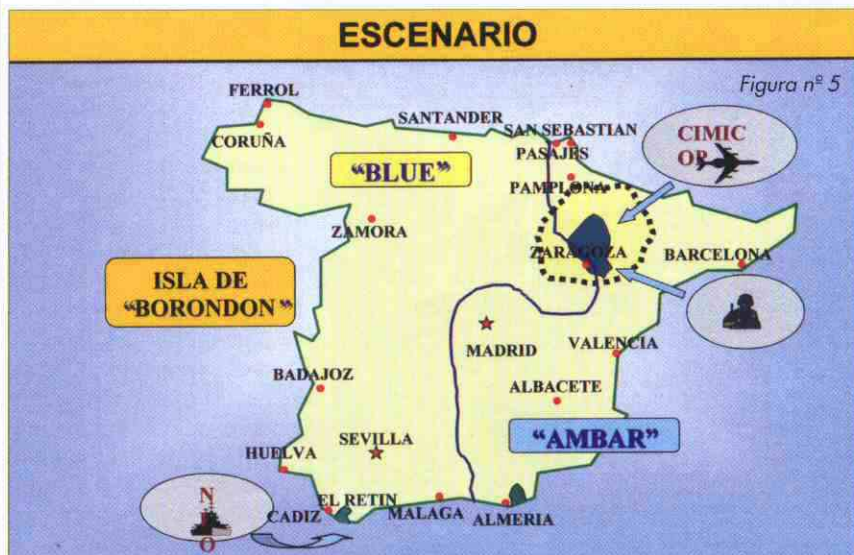 ESCENARIO
Figura nº 5
FERROL
SANTANDER
SAN SEBASTIAN
CORUÑA
PASAJES
CIMIC
OP
"BLUE"
PAMPLONA
ZAMORA
ZARAGOZA
BARCELONA
ISLA DE
"BORONDON"
MADRID
VALENCIA
BADAJOZ
ALBACETE
SEVILLA
"AMBAR"
HUELVA
N
O
EL RETIN
CADIZ
MALAGA
ALMERIA